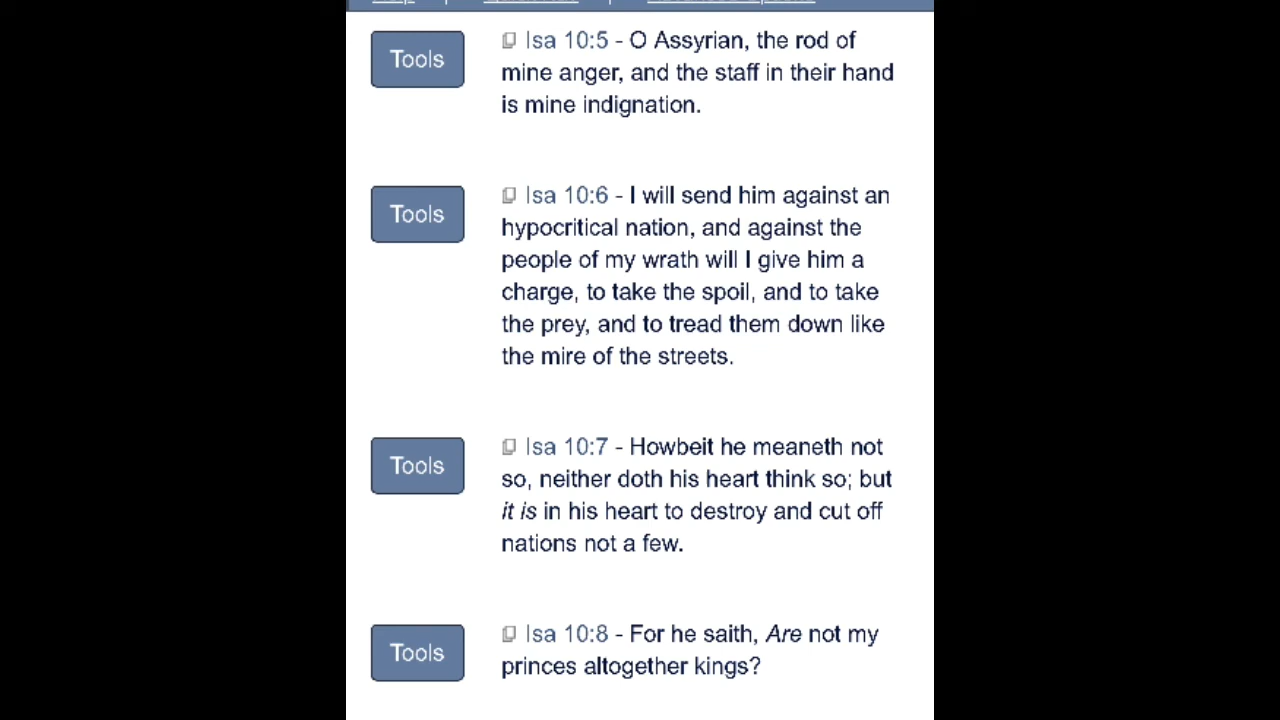 Tools
Isa 10:5 - O Assyrian, the rod of
mine anger, and the staff in their hand
is mine indignation.
Tools
Isa 10:6 - I will send him against an
hypocritical nation, and against the
people of my wrath will I give him a
charge, to take the spoil, and to take
the prey, and to tread them down like
the mire of the streets.
Tools
Isa 10:7 - Howbeit he meaneth not
so, neither doth his heart think so; but
it is in his heart to destroy and cut off
nations not a few.
Tools
Isa 10:8 - For he saith, Are not my
princes altogether kings?